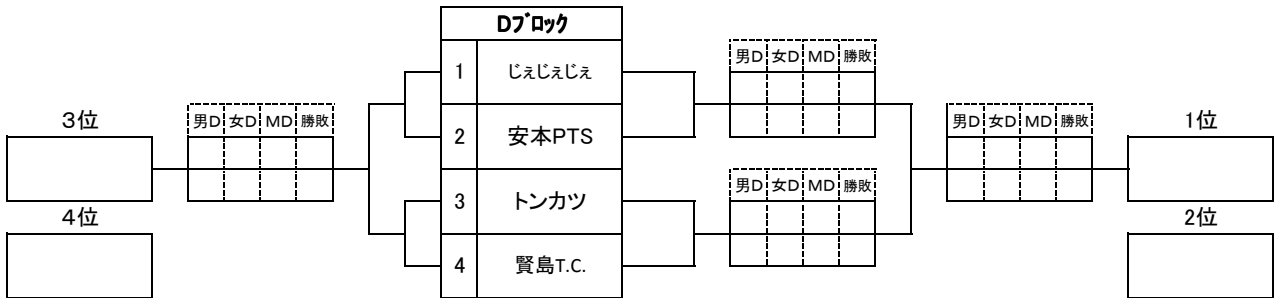 Dﾌﾞﾛｯｸ
男D 女D MD 勝敗
1 じぇじぇじぇ
3位
男D 女D MD 勝敗
男D 女D MD 勝敗
1位
2 安本PTS
男D 女D MD 勝敗
3 トンカツ
4位
2位
4 賢島T.C.